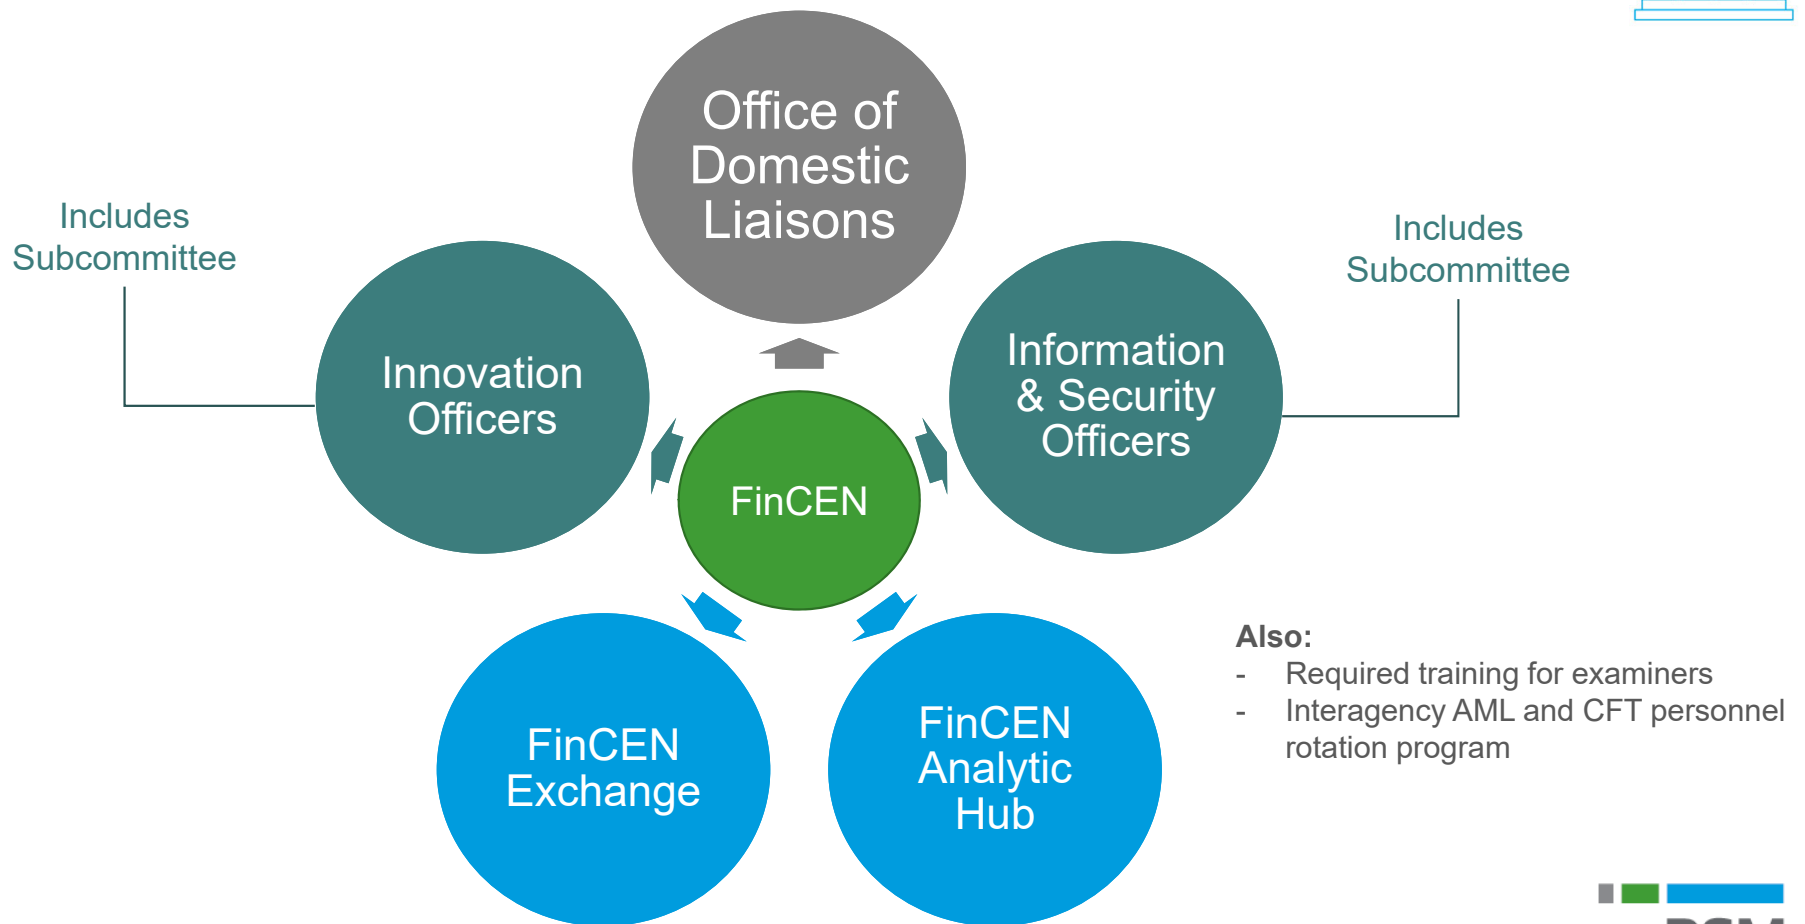 Office of
Domestic
Liaisons
Includes
Subcommittee
Includes
Subcommittee
Innovation
Officers
Information
& Security
Officers
FinCEN
FinCEN
Exchange
FinCEN
Analytic
Hub
Also:
- Required training for examiners
- Interagency AML and CFT personnel
rotation program
RSM